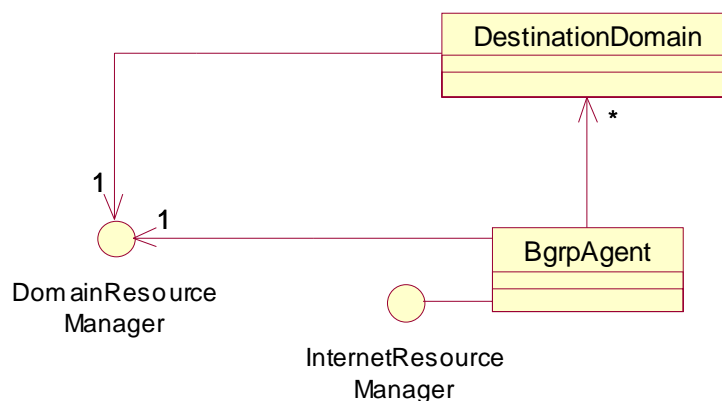 DestinationDomain
*
1
1
BgrpAgent
DomainResource
Manager
InternetResource
Manager